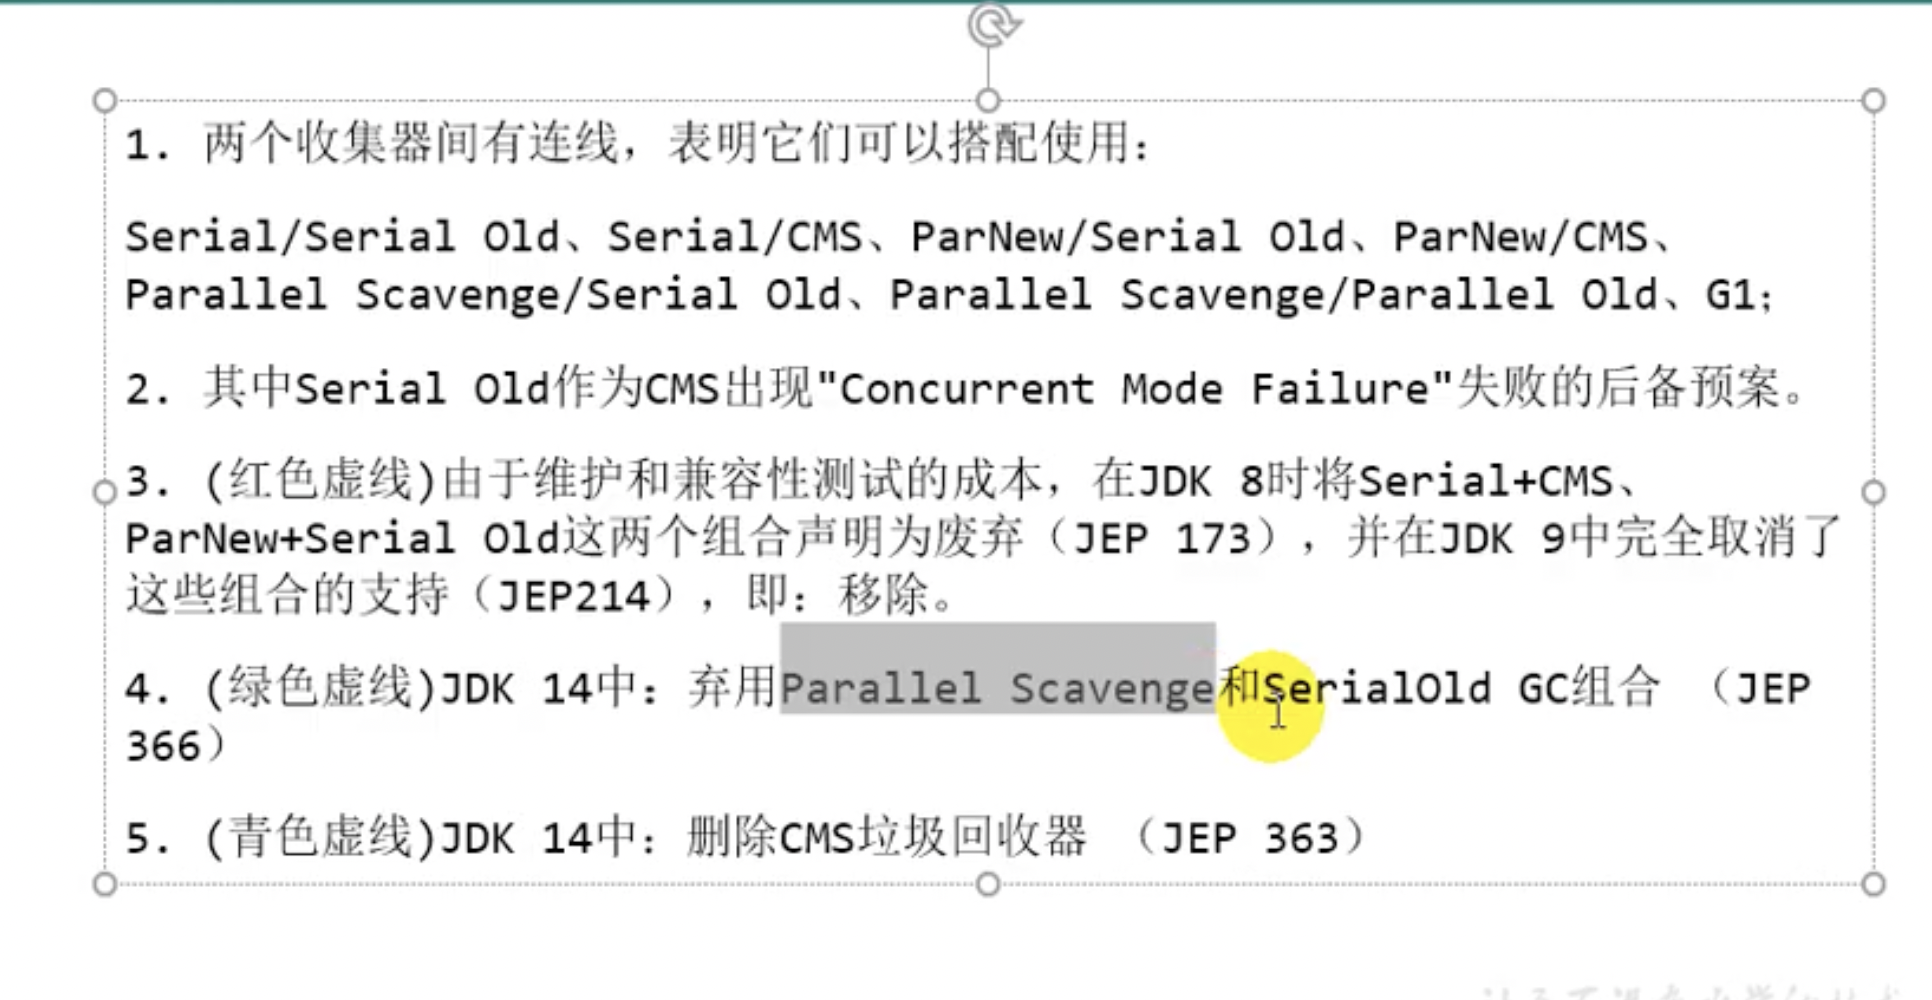 1. 两个收集器间有连线，表明它们可以搭配使用：
Serial/Serial Old、Serial/CMS、ParNew/Serial Old、ParNew/CMS、
Parallel Scavenge/Serial Old、Parallel Scavenge/Parallel Old、G1；
2. 其中Serial Old作为CMS出现"Concurrent Mode Failure"失败的后备预案。
3. (红色虚线)由于维护和兼容性测试的成本，在JDK 8时将Serial+CMS、
ParNew+Serial Old这两个组合声明为废弃（JEP 173），并在JDK 9中完全取消了
这些组合的支持（JEP214），即：移除。
4. (绿色虚线)JDK 14中：弃用Parallel Scavenge和SerialOld GC组合 （JEP
366）
5. (青色虚线)JDK 14中：删除CMS垃圾回收器 （JEP 363）